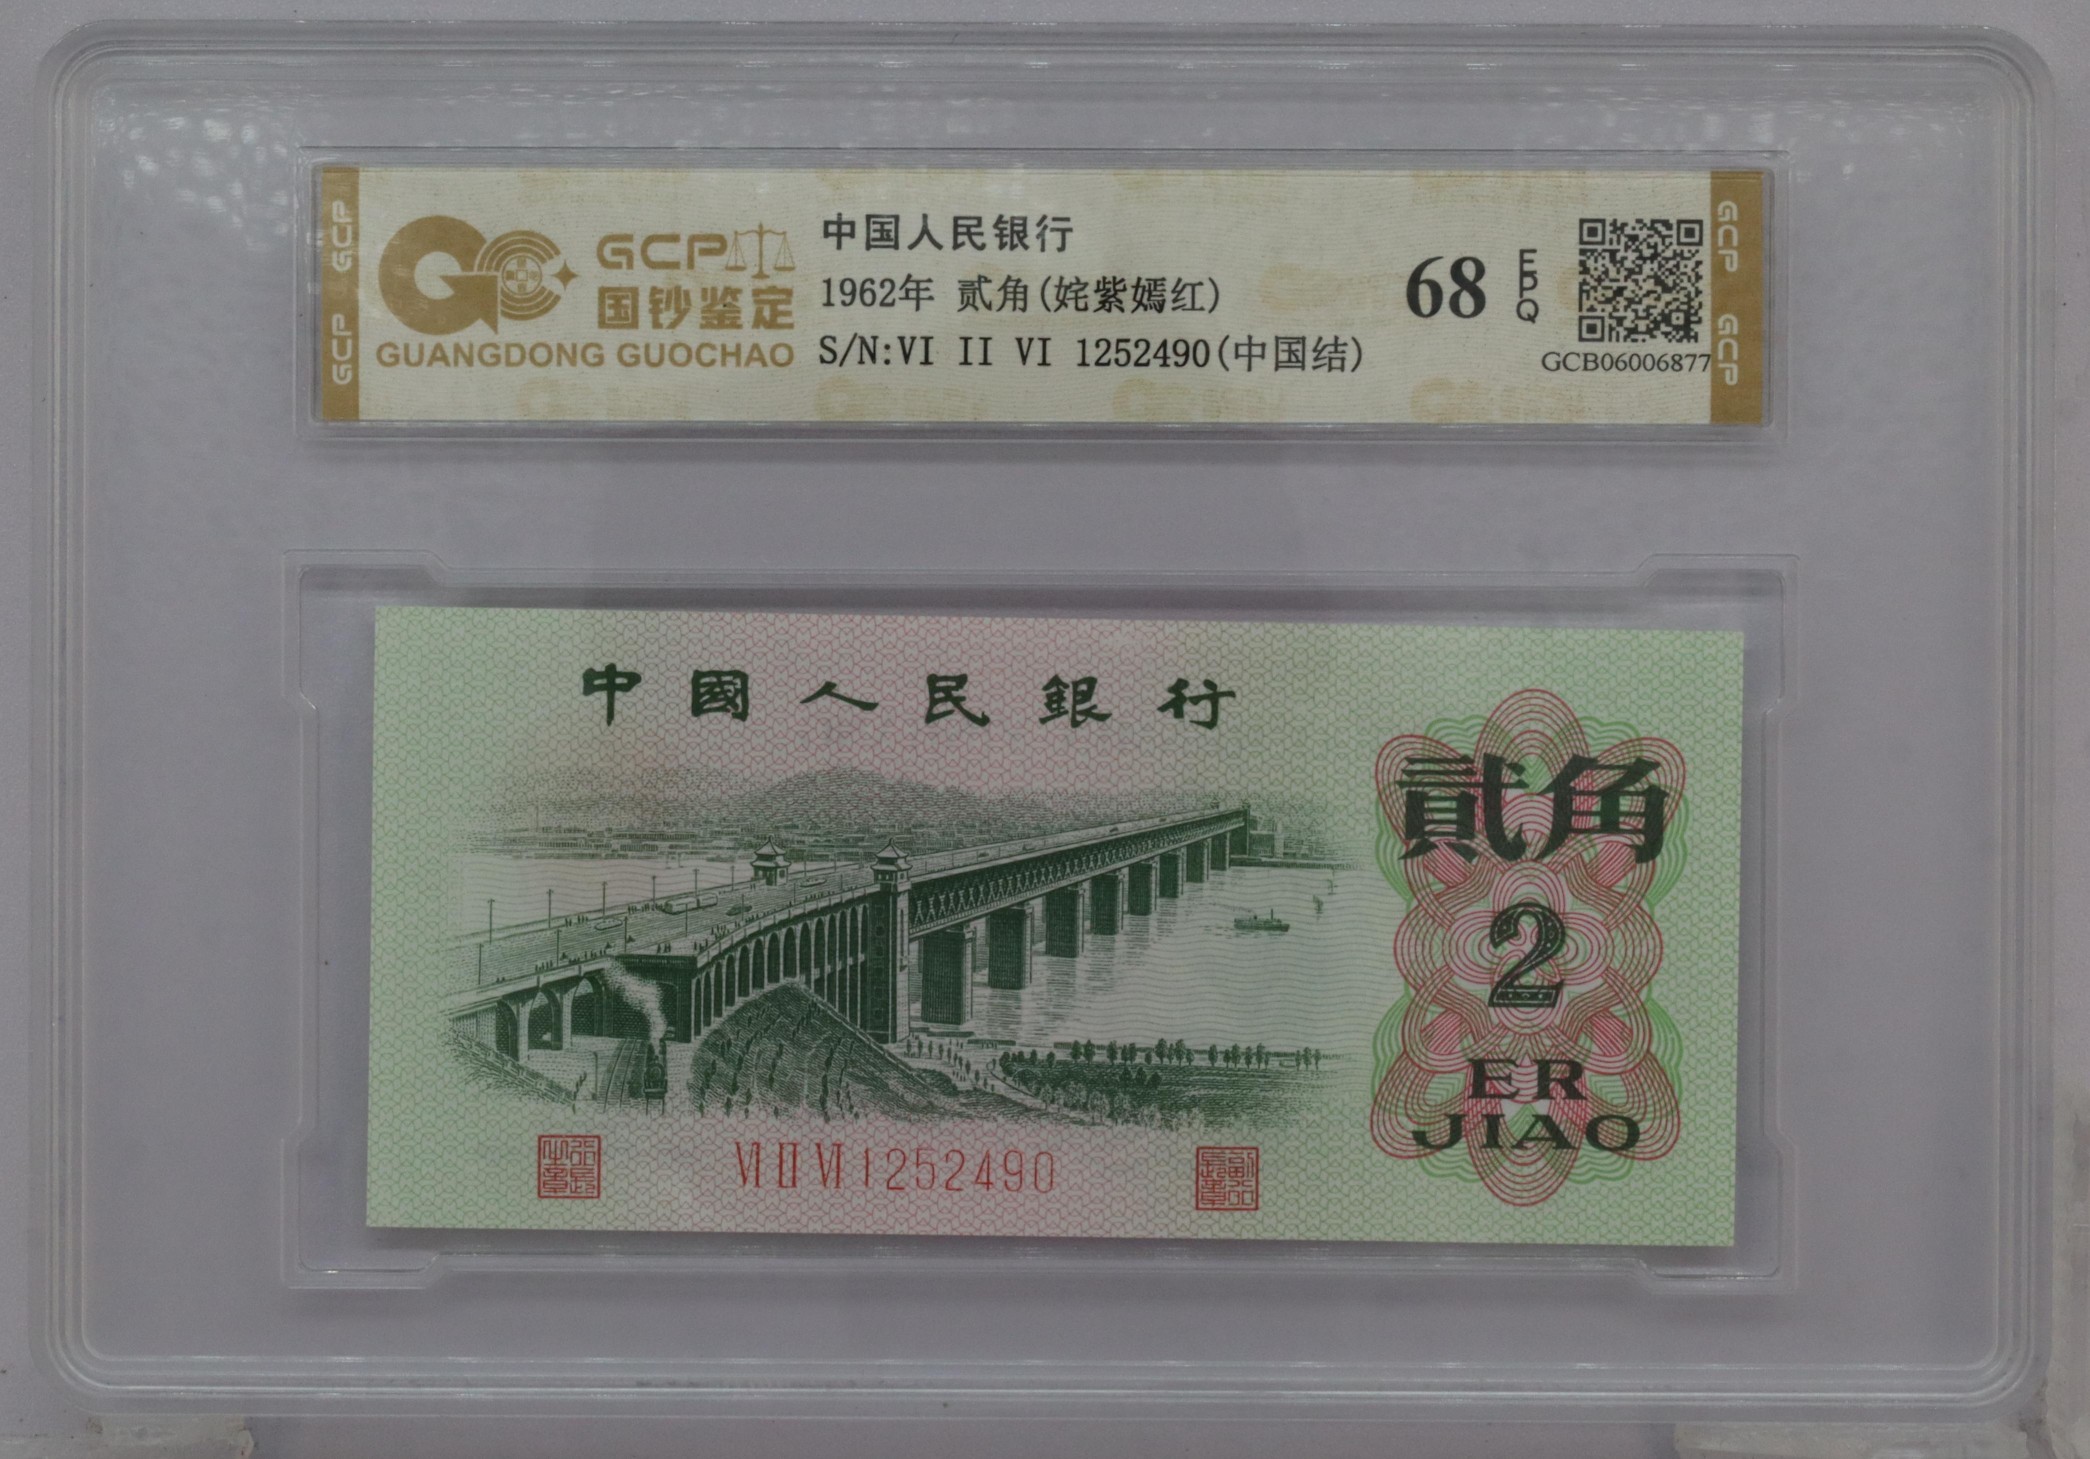 GCP GCP
GCP
国钞鉴定
GUANGDONG GUOCHAO
中国人民银行
1962年 贰角(姹紫嫣红)
S/N:VI II VI 1252490(中国结)
68
EPQ
GCB06006877
GCP GCP
中國人民銀行
貳角
2
ER
JIAO
VI II VI 1252490